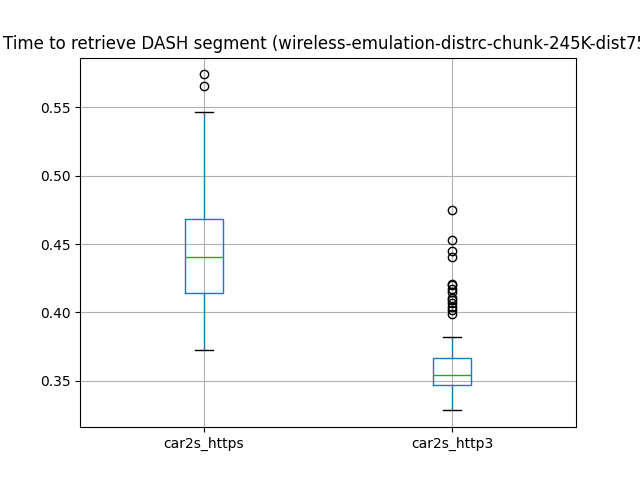 Time to retrieve DASH segment (wireless-emulation-distrc-chunk-245K-dist75
0.55
0.50
0.45
0.40
0.35
car2s_https
car2s_http3